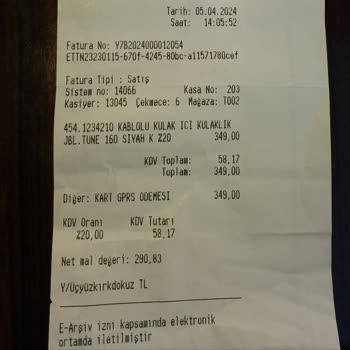 Tarih: 05.04.2024
Saat: 14:05:52
Fatura No: Y7B2024000012054
ETTN23230115-670f-4245-80bc-a11571780cef
Fatura Tipi : Satış
Sistem no: 14066 Kasa No: 203
Kasiyer: 13045 Çekmece: 6 Mağaza: T002
454.1234210 KABLOLU KULAK ICI KULAKLIK
JBL.TUNE 160 SIYAH K %20 349,00
KDV Toplam: 58,17
Toplam: 349,00
Diğer: KART GPRS ODEMESI 349,00
KDV Oranı KDV Tutarı
%20,00 58,17
Net mal değeri: 290,83
Y/Üçyüzkırkdokuz TL
E-Arşiv izni kapsamında elektronik
ortamda iletilmiştir